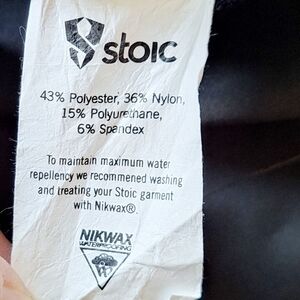 stoic
43% Polyester, 36% Nylon,
15% Polyurethane,
6% Spandex
To maintain maximum water
repellency we recommened washing
and treating your Stoic garment
with Nikwax®.
NIKWAX
WATERPROOFING